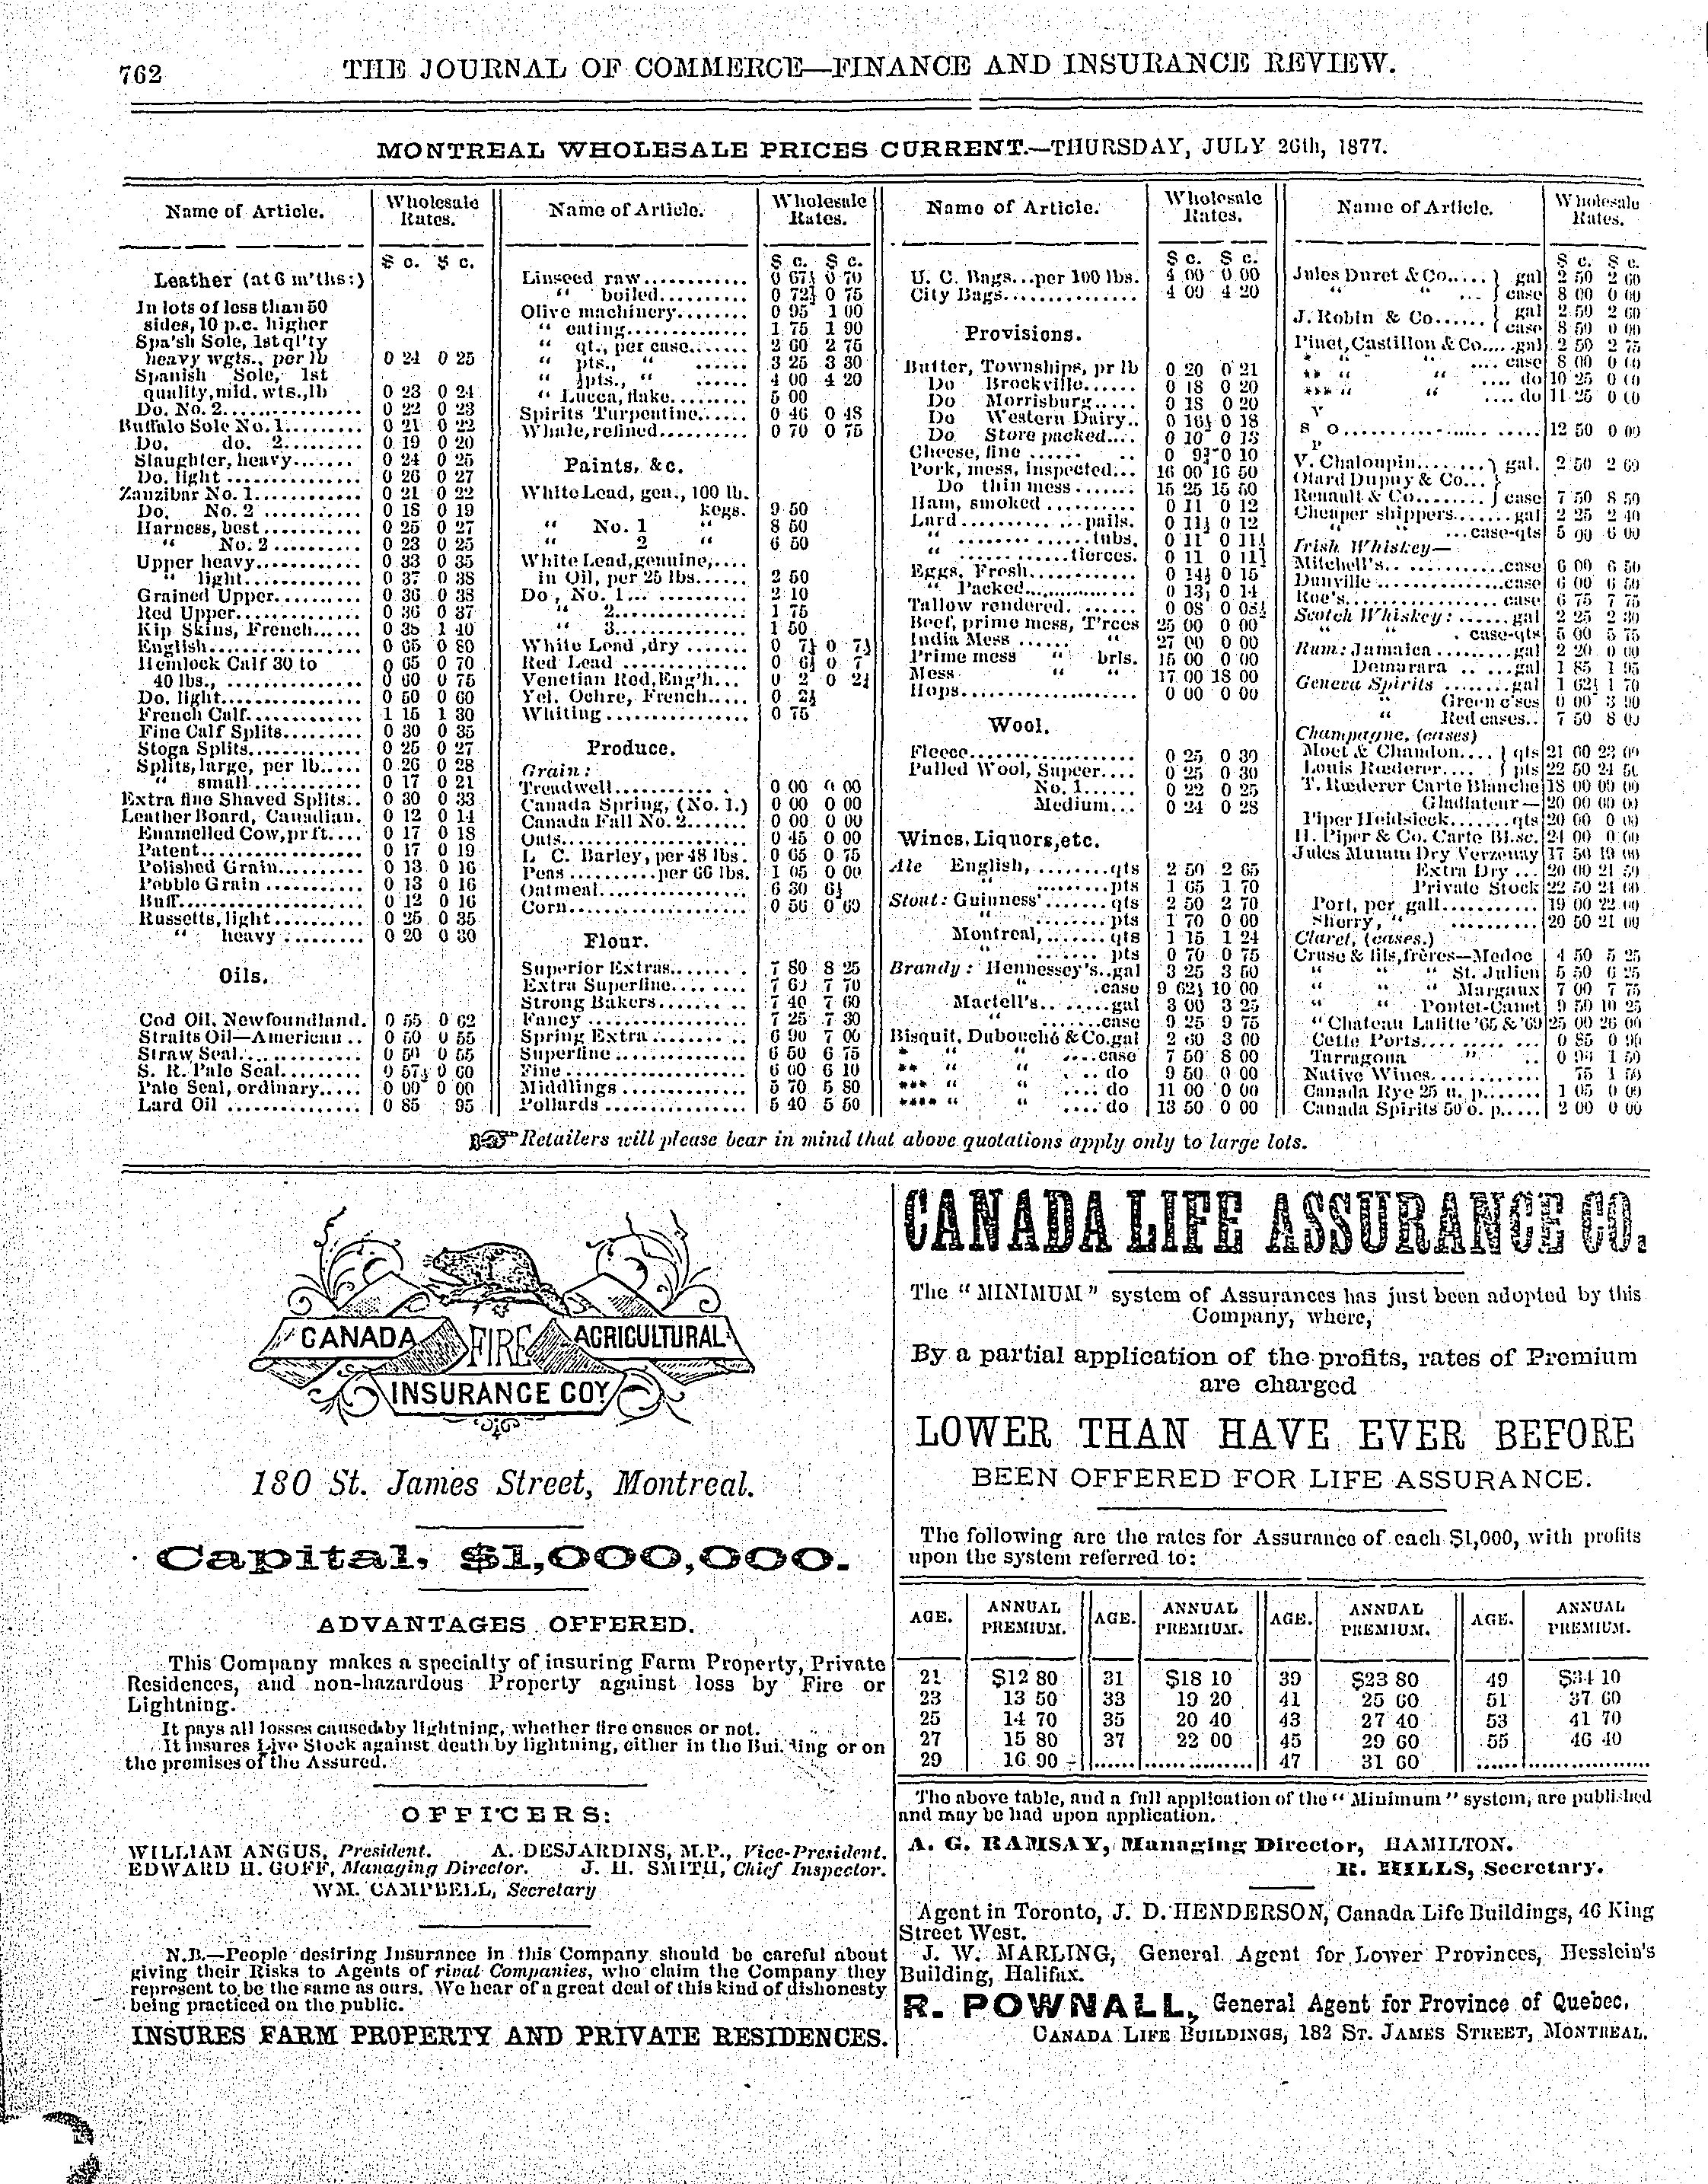 762
THE JOURNAL OF COMMERCE—FINANCE AND INSURANCE REVIEW.
MONTREAL WHOLESALE PRICES CURRENT.—THURSDAY, JULY 26th, 1877.
Name of Article. Wholesale Rates.
$ c. $ c.
Leather (at 6 m'ths:)
In lots of less than 50
sides, 10 p.c. higher
Spa'sh Sole, 1st ql'ty
heavy wgts., per lb 0 24 0 25
Spanish Sole, 1st
quality, mid. wts., lb 0 23 0 24
Do. No. 2 0 22 0 23
Buffalo Sole No. 1 0 21 0 22
Do. do. 2 0 19 0 20
Slaughter, heavy 0 24 0 25
Do. light 0 26 0 27
Zanzibar No. 1 0 21 0 22
Do. No. 2 0 18 0 19
Harness, best 0 25 0 27
" No. 2 0 23 0 25
Upper heavy 0 33 0 35
" light 0 37 0 38
Grained Upper 0 36 0 38
Red Upper 0 36 0 37
Kip Skins, French 0 1 40
English 0 65 0 80
Hemlock Calf 30 to 0 65 0 70
40 lbs., 0 60 0 75
Do. light 0 50 0 60
French Calf 1 15 1 30
Fine Calf Splits 0 30 0 35
Stoga Splits 0 25 0 27
Splits, large, per lb 0 26 0 28
" small 0 17 0 21
Extra fine Shaved Splits 0 30 0 33
Leather Board, Canadian 0 12 0 14
Enamelled Cow, pr ft 0 17 0 18
Patent 0 17 0 19
Polished Grain 0 13 0 16
Pebble Grain 0 13 0 16
Buff 0 12 0 16
Russetts, light 0 25 0 35
" heavy 0 20 0 30
Oils.
Cod Oil, Newfoundland. 0 55 0 62
Straits Oil—American 0 50 0 55
Straw Seal 0 50 0 55
S. R. Pale Seal 0 57½ 0 60
Pale Seal, ordinary 0 00 0 00
Lard Oil 0 85 95
Name of Article. Wholesale Rates.
$ c. $ c.
Linseed raw 0 67½ 0 70
" boiled 0 72½ 0 75
Olive machinery 0 95 1 00
" eating 1 75 1 90
" qt., per case 2 60 2 75
" pts., " 3 25 3 30
" ½pts., " 4 00 4 20
" Lucca, flake 5 00
Spirits Turpentine 0 46 0 48
Whale, refined 0 70 0 75
Paints, &c.
White Lead, gen., 100 lb.
kegs. 9 50
" No. 1 " 8 50
" 2 " 6 50
White Lead, genuine,
in Oil, per 25 lbs 2 50
Do, No. 1 2 10
" 2 1 75
" 3 1 50
White Lead, dry 0 7½ 0 7½
Red Lead 0 6½ 0 7
Venetian Red, Eng'h 0 2 0 2½
Yel. Ochre, French 0 2½
Whiting 0 75
Produce.
Grain:
Treadwell 0 00 0 00
Canada Spring, (No. 1.) 0 00 0 00
Canada Fall No. 2 0 00 0 00
Oats 0 45 0 00
L. C. Barley, per 48 lbs. 0 65 0 75
Peas per 66 lbs. 1 05 0 00
Oatmeal 6 30 6½
Corn 0 56 0 60
Flour.
Superior Extras 7 80 8 25
Extra Superfine 7 60 7 70
Strong Bakers 7 40 7 60
Fancy 7 25 7 30
Spring Extra 6 90 7 00
Superfine 6 50 6 75
Fine 6 00 6 10
Middlings 5 70 5 80
Pollards 5 40 5 50
Name of Article. Wholesale Rates.
$ c. $ c.
U. C. Bags...per 100 lbs. 4 00 0 00
City Bags 4 00 4 20
Provisions.
Butter, Townships, pr lb 0 20 0 21
Do Brockville 0 18 0 20
Do Morrisburg 0 18 0 20
Do Western Dairy 0 16½ 0 18
Do. Store packed 0 10 0 13
Cheese, fine 0 0 10
Pork, mess, inspected 16 00 16 50
Do thin mess 15 25 15 50
Ham, smoked 0 11 0 12
Lard pails. 0 11½ 0 12
" tubs. 0 11 0 11½
" tierces. 0 11 0 11½
Eggs, Fresh 0 14½ 0 15
" Packed 0 13½ 0 14
Tallow rendered 0 08 0 08½
Beef, prime mess, T'rces 25 00 0 00
India Mess " 27 00 0 00
Prime mess " brls. 15 00 0 00
Mess " " 17 00 18 00
Hops 0 00 0 00
Wool.
Fleece 0 25 0 30
Pulled Wool, Supeer 0 25 0 30
No. 1 0 22 0 25
Medium 0 24 0 28
Wines, Liquors, etc.
Ale English, qts 2 50 2 65
" pts 1 65 1 70
Stout: Guinness' qts 2 50 2 70
" pts 1 70 0 00
Montreal, qts 1 15 1 24
" pts 0 70 0 75
Brandy: Hennessey's..gal 3 25 3 50
" case 9 62½ 10 00
Martell's gal 3 00 3 25
" case 9 25 9 75
Bisquit, Dubouché & Co.gal 2 60 3 00
* " " case 7 50 8 00
** " " do 9 50 0 00
*** " " do 11 00 0 00
**** " " do 13 50 0 00
Name of Article. Wholesale Rates.
$ c. $ c.
Jules Duret & Co. gal 2 50 2 60
" " case 8 00 0 00
J. Robin & Co. gal 2 50 2 60
case 8 50 0 00
Pinet, Castillon & Co. gal 2 50 2 75
" " case 8 00 0 00
** " " do 10 25 0 00
*** " " do 11 25 0 00
V
S O 12 50 0 00
P
V. Chaloupin gal. 2 50 2 60
Otard Dupuy & Co.
Renault & Co. case 7 50 8 50
Cheaper shippers gal 2 25 2 40
" case-qts 5 00 6 00
Irish Whiskey—
Mitchell's case 6 00 6 50
Dunville case 6 00 6 50
Roe's case 6 75 7 75
Scotch Whiskey: gal 2 25 2 30
" " case-qts 5 00 5 75
Rum: Jamaica gal 2 20 0 00
Demarara gal 1 85 1 95
Geneva Spirits gal 1 62½ 1 70
" Green c'ses 0 00 3 90
" Red cases 7 50 8 00
Champagne, (cases)
Moet & Chandon qts 21 00 23 00
Louis Rœderer pts 22 50 24 50
T. Rœderer Carte Blanche 18 00 00 00
Gladiateur— 20 00 00 00
Piper Heidsieck qts 20 00 0 00
H. Piper & Co. Carte Bl.sc. 24 00 0 00
Jules Mumm Dry Verzenay 17 50 19 00
Extra Dry 20 00 21 50
Private Stock 22 50 24 00
Port, per gall 19 00 22 00
Sherry, " 20 50 21 00
Claret, (cases.)
Cruse & fils, frères—Medoc 4 50 5 25
" " " St. Julien 5 50 6 25
" " " Margaux 7 00 7 75
" " Pontet-Canet 9 50 10 25
" Chateau Lafitte '65 & '69 25 00 26 00
Cette Ports 0 85 0 90
Tarragona " 0 1 50
Native Wines 75 1 50
Canada Rye 25 u. p. 1 05 0 00
Canada Spirits 50 o. p. 2 00 0 00
Retailers will please bear in mind that above quotations apply only to large lots.
CANADA FIRE AGRICULTURAL
INSURANCE COY
180 St. James Street, Montreal.
Capital, $1,000,000.
ADVANTAGES OFFERED.
This Company makes a specialty of insuring Farm Property, Private
Residences, and non-hazardous Property against loss by Fire or
Lightning.
It pays all losses caused by lightning, whether fire ensues or not.
It insures Live Stock against death by lightning, either in the Building or on
the premises of the Assured.
OFFICERS:
WILLIAM ANGUS, President. A. DESJARDINS, M.P., Vice-President.
EDWARD H. GOFF, Managing Director. J. H. SMITH, Chief Inspector.
WM. CAMPBELL, Secretary
N.B.—People desiring Insurance in this Company should be careful about
giving their Risks to Agents of rival Companies, who claim the Company they
represent to be the same as ours. We hear of a great deal of this kind of dishonesty
being practiced on the public.
INSURES FARM PROPERTY AND PRIVATE RESIDENCES.
CANADA LIFE ASSURANCE CO.
The "MINIMUM" system of Assurances has just been adopted by this
Company, where,
By a partial application of the profits, rates of Premium
are charged
LOWER THAN HAVE EVER BEFORE
BEEN OFFERED FOR LIFE ASSURANCE.
The following are the rates for Assurance of each $1,000, with profits
upon the system referred to:
AGE. ANNUAL PREMIUM. AGE. ANNUAL PREMIUM. AGE. ANNUAL PREMIUM. AGE. ANNUAL PREMIUM.
21 $12 80 31 $18 10 39 $23 80 49 $34 10
23 13 50 33 19 20 41 25 60 51 37 60
25 14 70 35 20 40 43 27 40 53 41 70
27 15 80 37 22 00 45 29 60 55 46 40
29 16 90 47 31 60
The above table, and a full application of the "Minimum" system, are published
and may be had upon application.
A. G. RAMSAY, Managing Director, HAMILTON.
R. HILLS, Secretary.
Agent in Toronto, J. D. HENDERSON, Canada Life Buildings, 46 King
Street West.
J. W. MARLING, General Agent for Lower Provinces, Hesslein's
Building, Halifax.
R. POWNALL, General Agent for Province of Quebec,
CANADA LIFE BUILDINGS, 182 ST. JAMES STREET, MONTREAL.